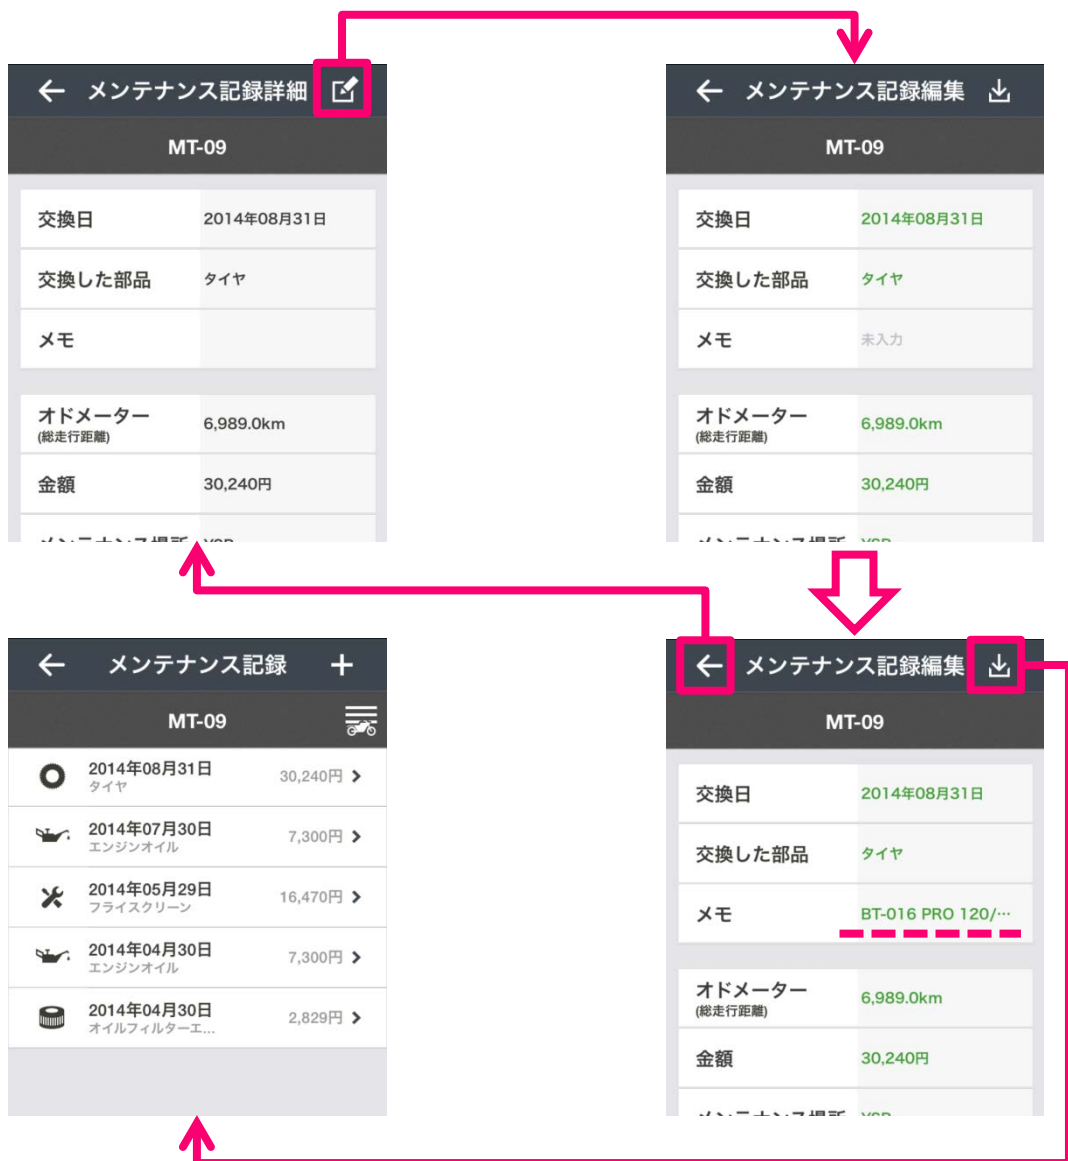 メンテナンス記録詳細
MT-09
交換日 2014年08月31日
交換した部品 タイヤ
メモ
オドメーター
(総走行距離) 6,989.0km
金額 30,240円
メンテナンス記録編集
MT-09
交換日 2014年08月31日
交換した部品 タイヤ
メモ 未入力
オドメーター
(総走行距離) 6,989.0km
金額 30,240円
メンテナンス記録
MT-09
2014年08月31日
タイヤ 30,240円
2014年07月30日
エンジンオイル 7,300円
2014年05月29日
フライスクリーン 16,470円
2014年04月30日
エンジンオイル 7,300円
2014年04月30日
オイルフィルターエ... 2,829円
メンテナンス記録編集
MT-09
交換日 2014年08月31日
交換した部品 タイヤ
メモ BT-016 PRO 120/…
オドメーター
(総走行距離) 6,989.0km
金額 30,240円